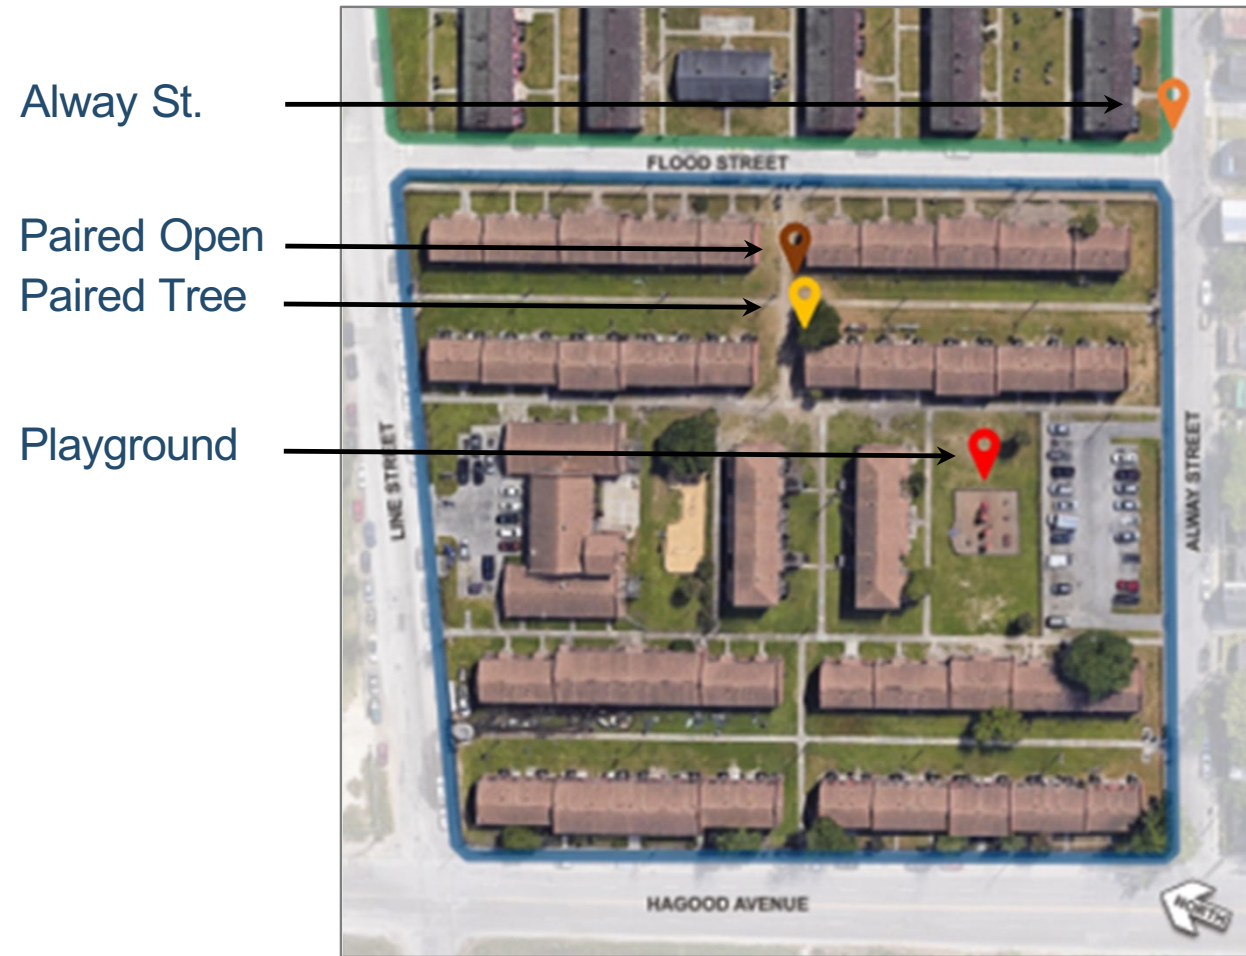 Alway St.
FLOOD STREET
Paired Open
Paired Tree
Playground
LINE STREET
ALWAY STREET
HAGOOD AVENUE
NORTH